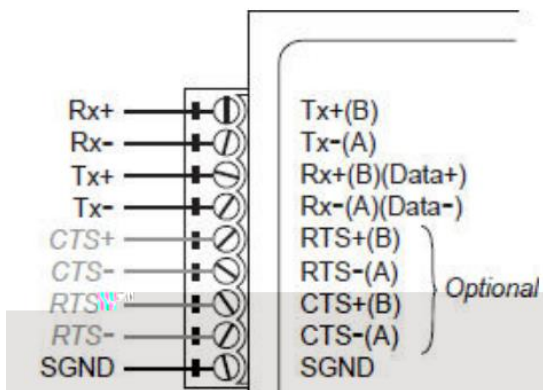 Rx+ Tx+(B)
Rx- Tx-(A)
Tx+ Rx+(B)(Data+)
Tx- Rx-(A)(Data-)
CTS+ RTS+(B)
CTS- RTS-(A)
Optional
CTS+(B)
RTS- CTS-(A)
SGND SGND